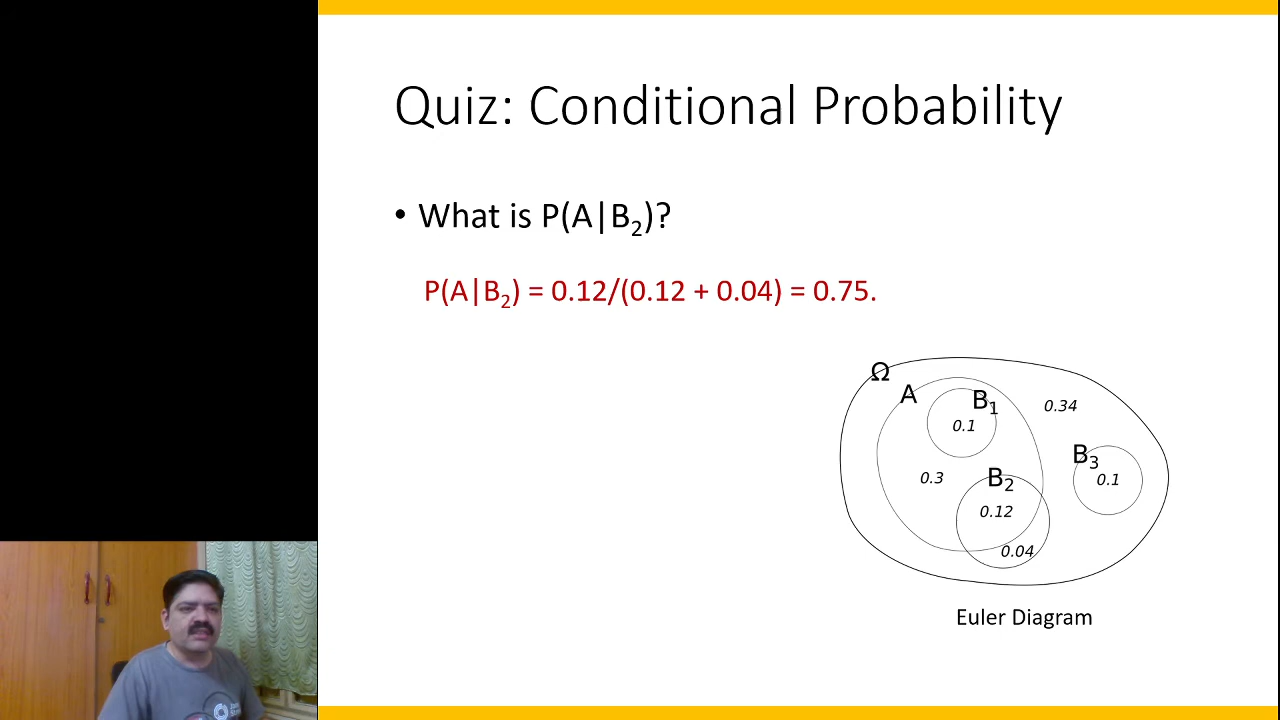 Quiz: Conditional Probability
• What is P(A|B₂)?
P(A|B₂) = 0.12/(0.12 + 0.04) = 0.75.
Ω
A
B₁
0.34
0.1
B₃
0.3
B₂
0.1
0.12
0.04
Euler Diagram